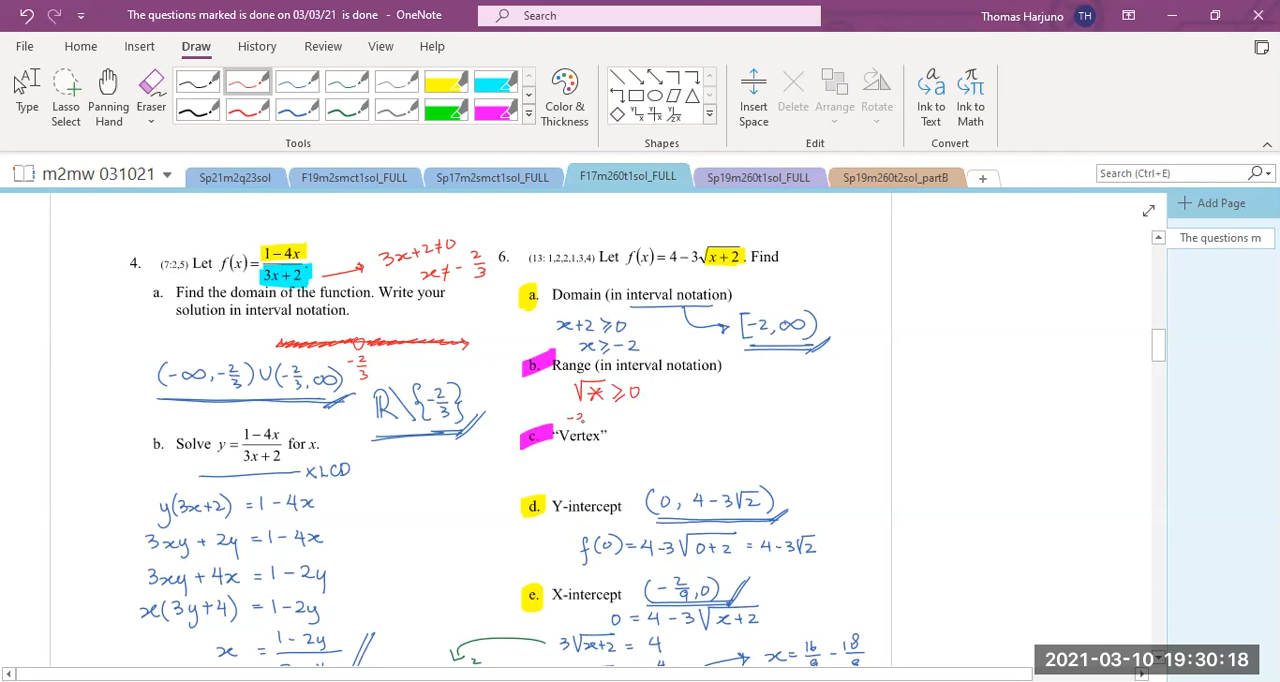 The questions marked is done on 03/03/21 is done - OneNote
Search
Thomas Harjuno TH
File Home Insert Draw History Review View Help
Type
Lasso Select
Panning Hand
Eraser
Color & Thickness
Insert Space
Delete
Arrange
Rotate
Ink to Text
Ink to Math
Tools
Shapes
Edit
Convert
m2mw 031021
Sp21m2q23sol
F19m2smct1sol_FULL
Sp17m2smct1sol_FULL
F17m260t1sol_FULL
Sp19m260t1sol_FULL
Sp19m260t2sol_partB
Search (Ctrl+E)
Add Page
The questions m
4. (7:2,5) Let f(x) = (1-4x)/(3x+2).
3x+2≠0
x≠-2/3
a. Find the domain of the function. Write your
solution in interval notation.
-2/3
(-∞, -2/3) ∪ (-2/3, ∞)
ℝ\{-2/3}
b. Solve y = (1-4x)/(3x+2) for x.
×LCD
y(3x+2) = 1-4x
3xy + 2y = 1-4x
3xy + 4x = 1-2y
x(3y+4) = 1-2y
x = 1-2y
6. (13: 1,2,2,1,3,4) Let f(x) = 4-3√(x+2). Find
a. Domain (in interval notation)
x+2 ≥ 0
x ≥ -2
[-2, ∞)
b. Range (in interval notation)
√x ≥ 0
c. “Vertex”
d. Y-intercept (0, 4-3√2)
f(0) = 4-3√(0+2) = 4-3√2
e. X-intercept (-2/9, 0)
0 = 4-3√(x+2)
3√(x+2) = 4
x = 16/9 - 18/9
2021-03-10 19:30:18